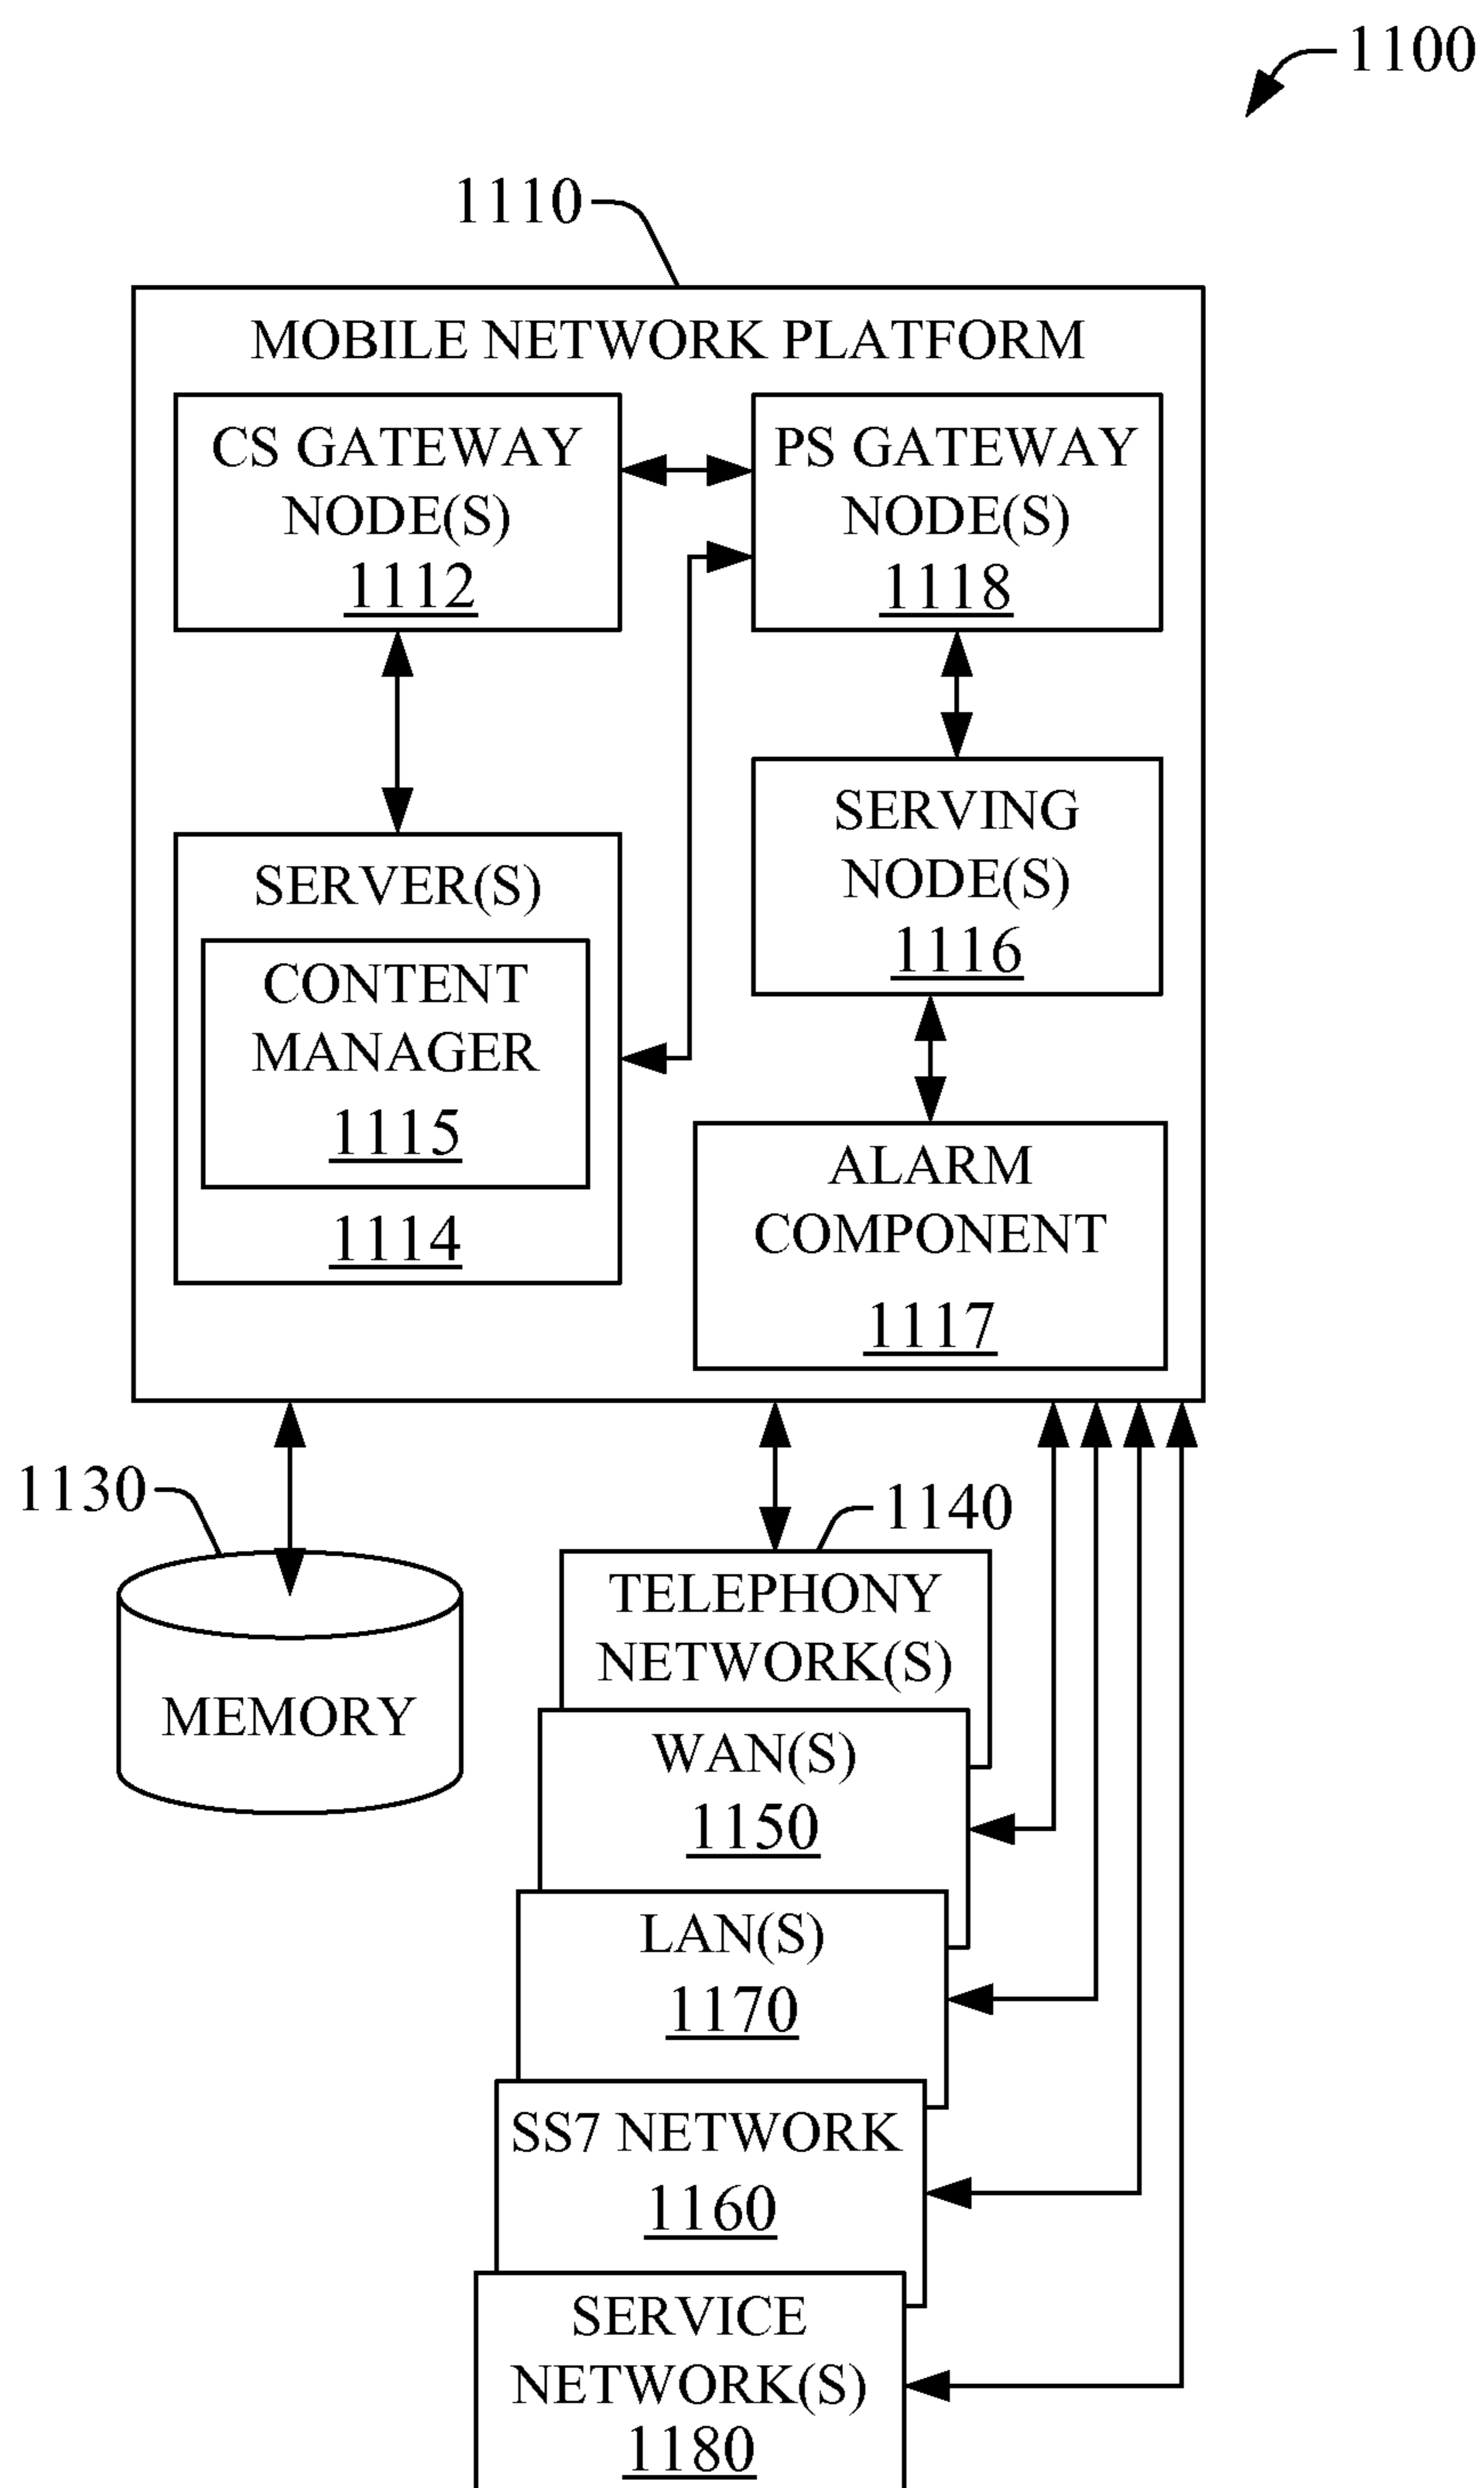 1100
1110
MOBILE NETWORK PLATFORM
CS GATEWAY
NODE(S)
1112
PS GATEWAY
NODE(S)
1118
SERVING
NODE(S)
1116
SERVER(S)
CONTENT
MANAGER
1115
1114
ALARM
COMPONENT
1117
1130
MEMORY
1140
TELEPHONY
NETWORK(S)
WAN(S)
1150
LAN(S)
1170
SS7 NETWORK
1160
SERVICE
NETWORK(S)
1180